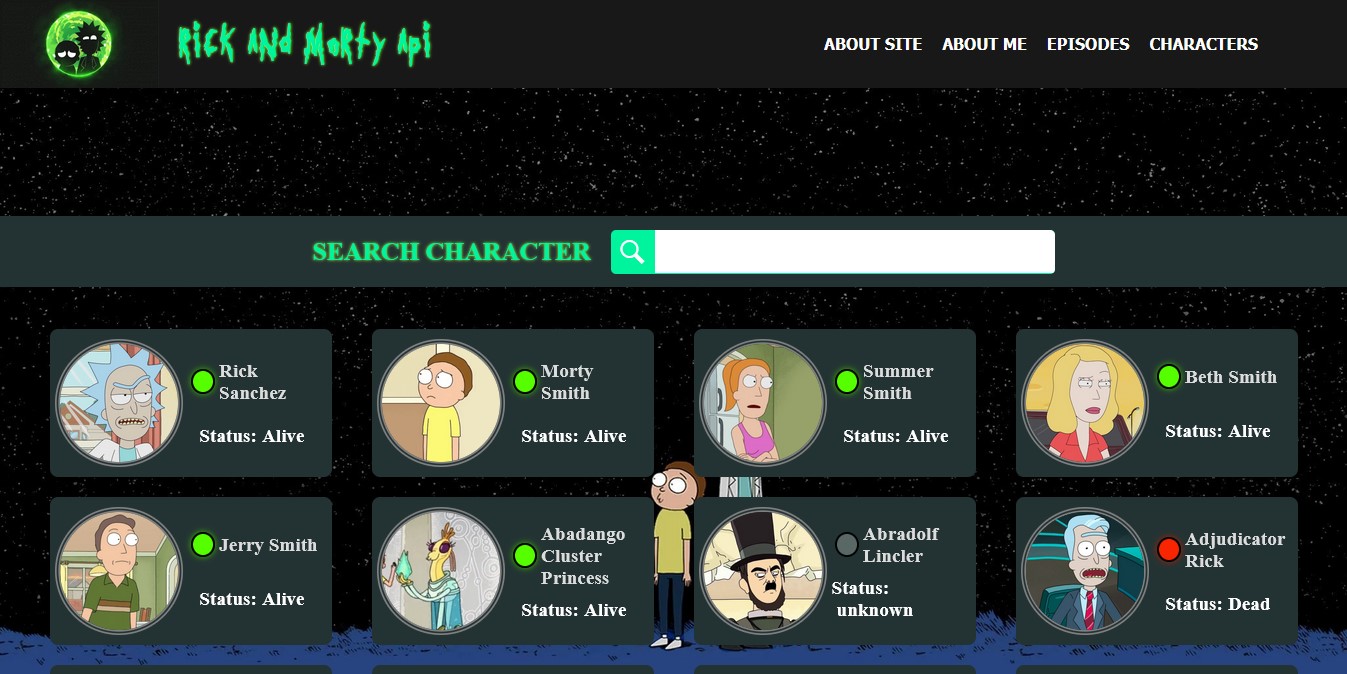 Rick and Morty Api
ABOUT SITE
ABOUT ME
EPISODES
CHARACTERS
SEARCH CHARACTER
Rick
Sanchez
Status: Alive
Morty
Smith
Status: Alive
Summer
Smith
Status: Alive
Beth Smith
Status: Alive
Jerry Smith
Status: Alive
Abadango
Cluster
Princess
Status: Alive
Abradolf
Lincler
Status:
unknown
Adjudicator
Rick
Status: Dead